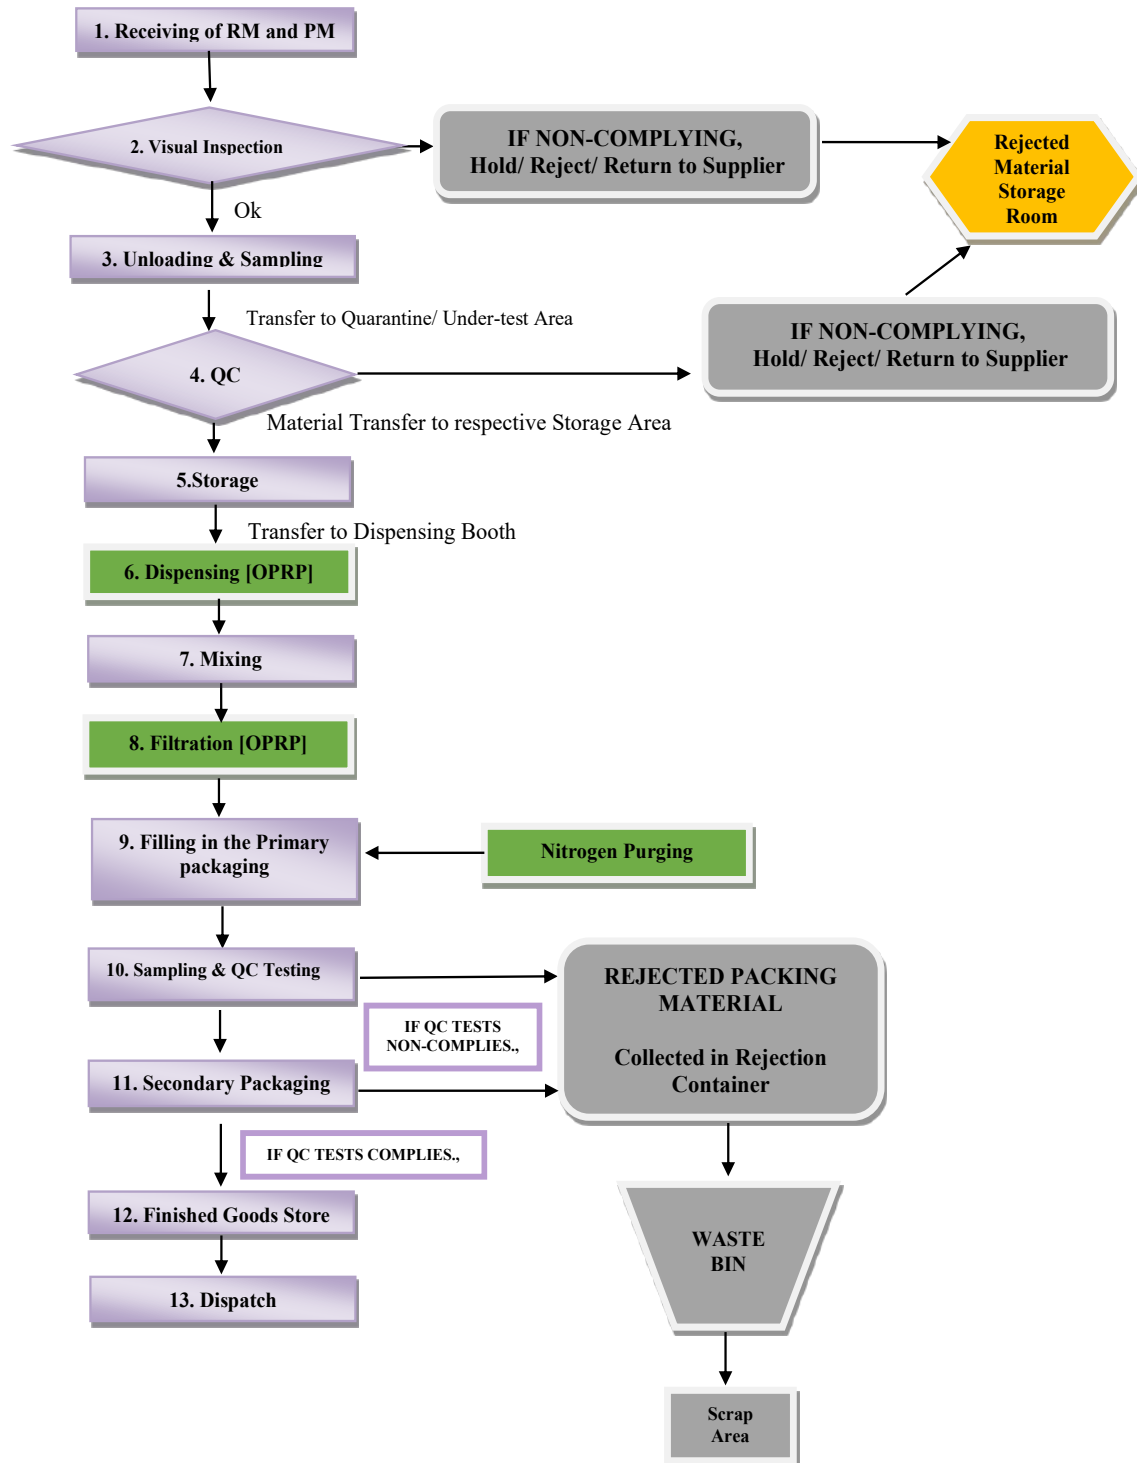 1. Receiving of RM and PM
2. Visual Inspection
IF NON-COMPLYING,
Hold/ Reject/ Return to Supplier
Rejected
Material
Storage
Room
Ok
3. Unloading & Sampling
Transfer to Quarantine/ Under-test Area
IF NON-COMPLYING,
Hold/ Reject/ Return to Supplier
4. QC
Material Transfer to respective Storage Area
5.Storage
Transfer to Dispensing Booth
6. Dispensing [OPRP]
7. Mixing
8. Filtration [OPRP]
9. Filling in the Primary
packaging
Nitrogen Purging
10. Sampling & QC Testing
REJECTED PACKING
MATERIAL
Collected in Rejection
Container
IF QC TESTS
NON-COMPLIES.,
11. Secondary Packaging
IF QC TESTS COMPLIES.,
12. Finished Goods Store
WASTE
BIN
13. Dispatch
Scrap
Area